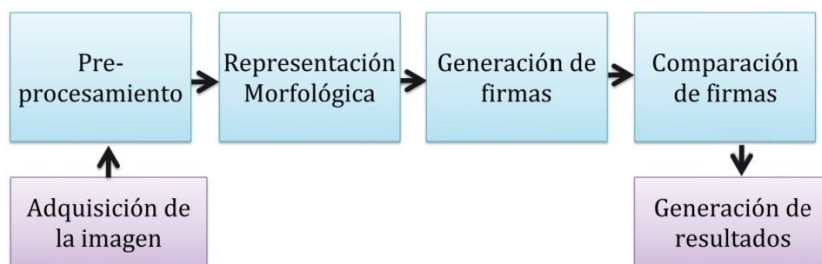 Pre-
procesamiento
Representación
Morfológica
Generación de
firmas
Comparación
de firmas
Adquisición de
la imagen
Generación de
resultados